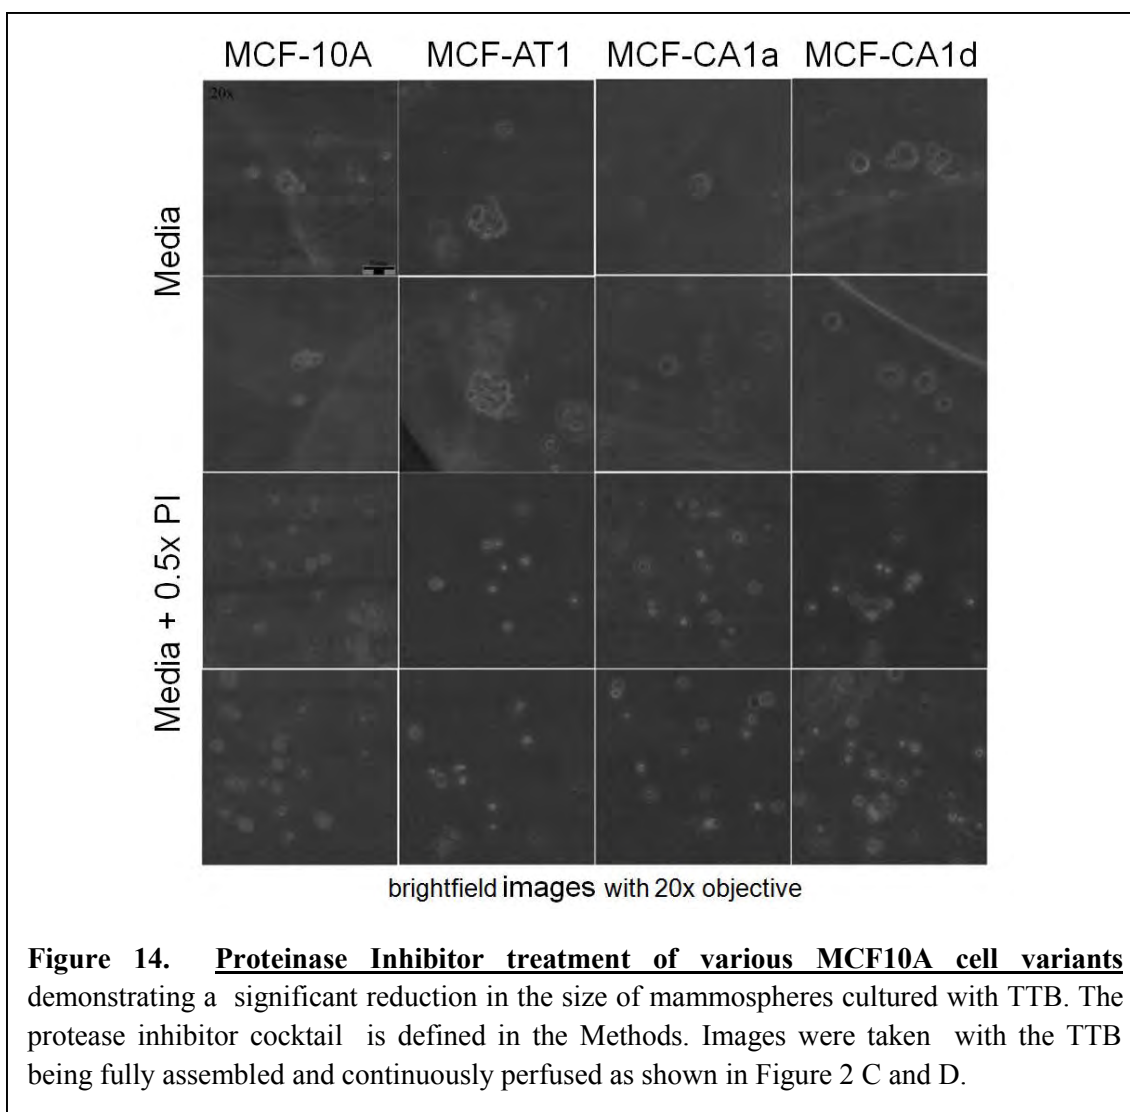 MCF-10A MCF-AT1 MCF-CA1a MCF-CA1d
20x
Media
Media + 0.5x PI
brightfield images with 20x objective
Figure 14. Proteinase Inhibitor treatment of various MCF10A cell variants
demonstrating a significant reduction in the size of mammospheres cultured with TTB. The
protease inhibitor cocktail is defined in the Methods. Images were taken with the TTB
being fully assembled and continuously perfused as shown in Figure 2 C and D.